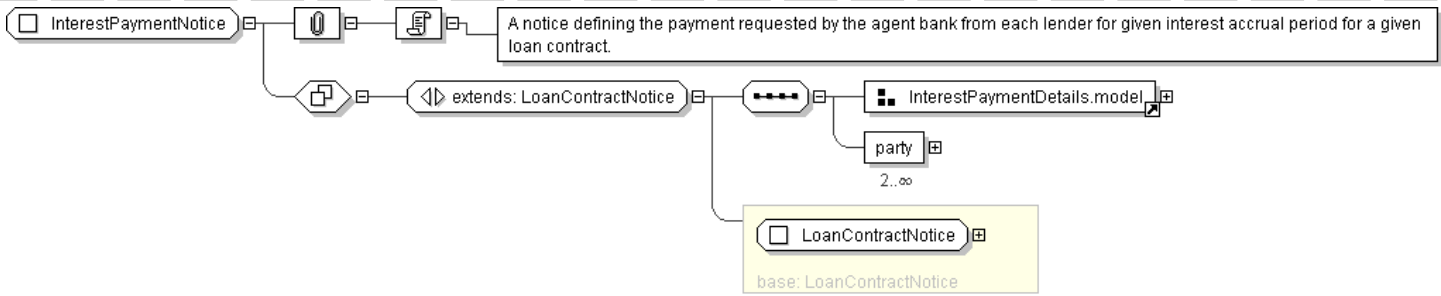 InterestPaymentNotice
A notice defining the payment requested by the agent bank from each lender for given interest accrual period for a given
loan contract.
extends: LoanContractNotice
InterestPaymentDetails.model
party
2..∞
LoanContractNotice
base: LoanContractNotice